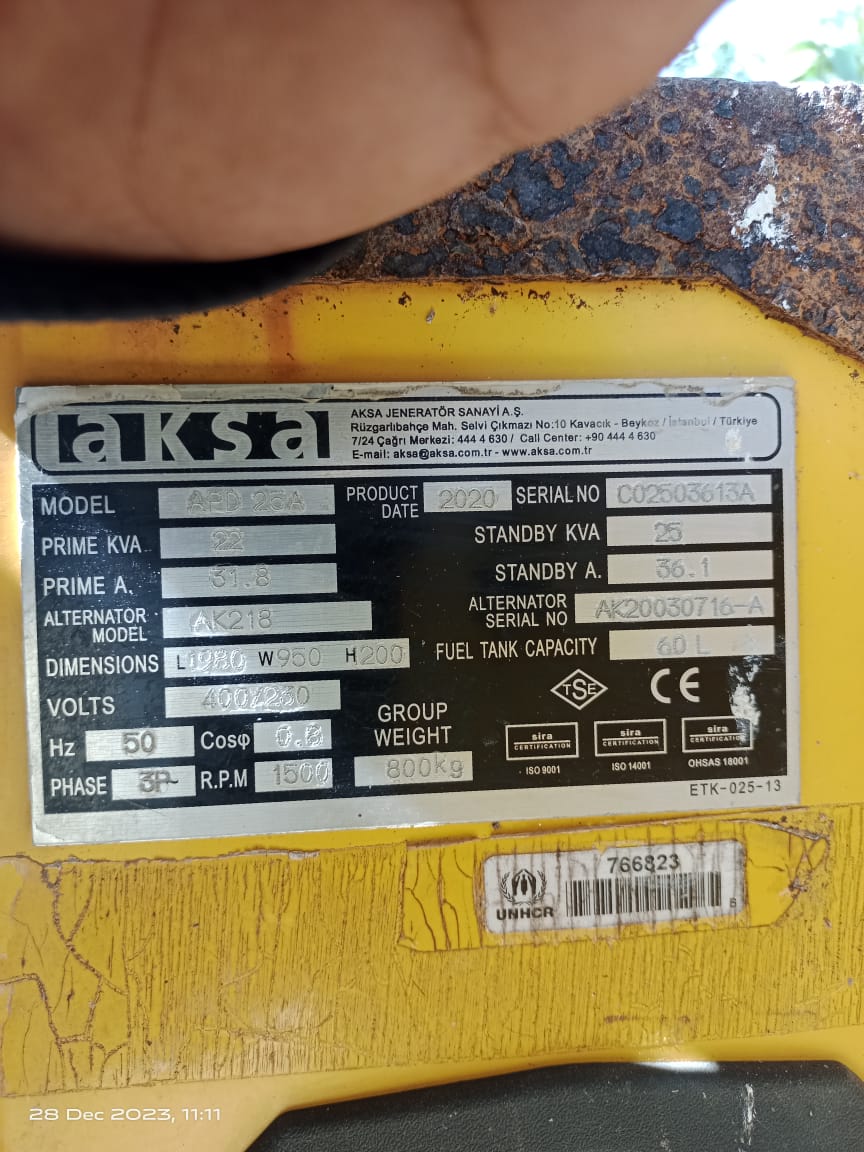 aksa
AKSA JENERATÖR SANAYİ A.Ş.
Rüzgarlıbahçe Mah. Selvi Çıkmazı No:10 Kavacık - Beykoz / İstanbul / Türkiye
7/24 Çağrı Merkezi: 444 4 630 / Call Center: +90 444 4 630
E-mail: aksa@aksa.com.tr - www.aksa.com.tr
MODEL APD 25A PRODUCT DATE 2020 SERIAL NO C02503613A
PRIME KVA 22 STANDBY KVA 25
PRIME A. 31.8 STANDBY A. 36.1
ALTERNATOR MODEL AK218 ALTERNATOR SERIAL NO AK20030716-A
DIMENSIONS L1980 W950 H200 FUEL TANK CAPACITY 60 L
VOLTS TSE CE
Hz 50 Cosφ 0.8 GROUP WEIGHT 800kg
PHASE 3P~ R.P.M 1500
sira CERTIFICATION sira CERTIFICATION sira CERTIFICATION
ISO 9001 ISO 14001 OHSAS 18001
ETK-025-13
766823
UNHCR B
28 Dec 2023, 11:11